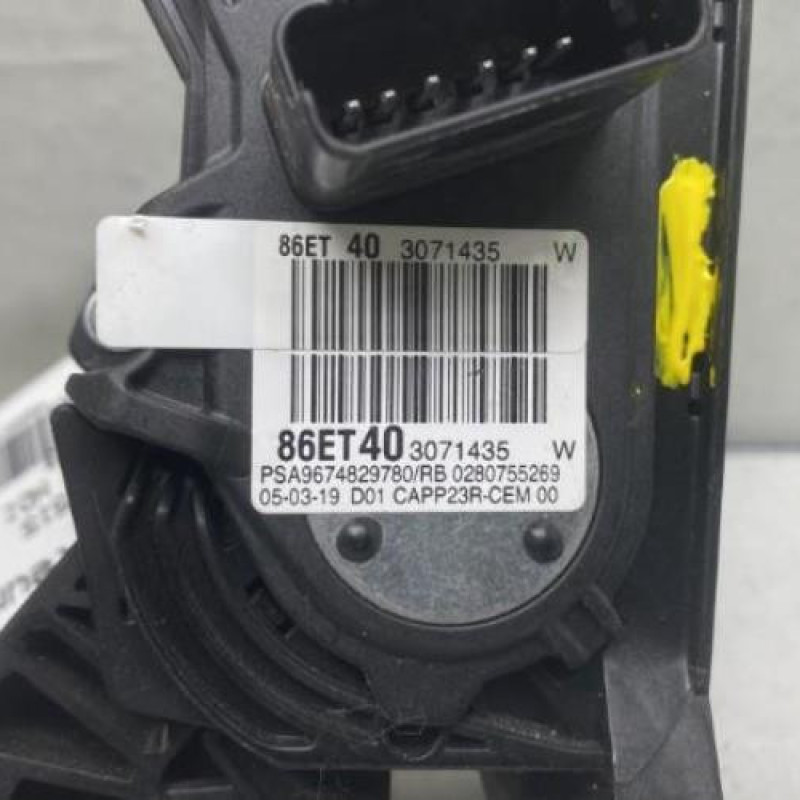 86ET 40 3071435 W
86ET40 3071435 W
PSA9674829780/RB 0280755269
05-03-19 D01 CAPP23R-CEM 00